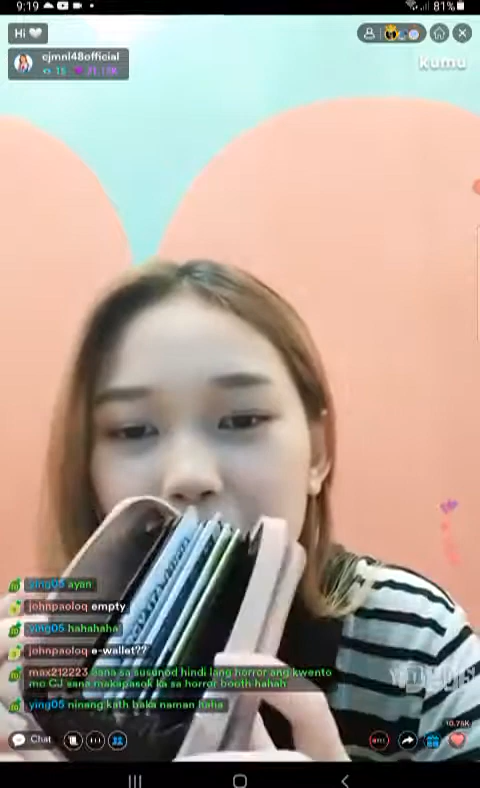 9:19
81%
Hi
cjmnl48official
15
kumu
ying05 ayan
johnpaoloq empty
ying05 hahahaha
johnpaoloq e-wallet??
max212223 sana sa susunod hindi lang horror ang kwento
mo CJ sana makapasok ka sa horror booth hahah
ying05 ninang kath baka naman haha
10.75K
Chat